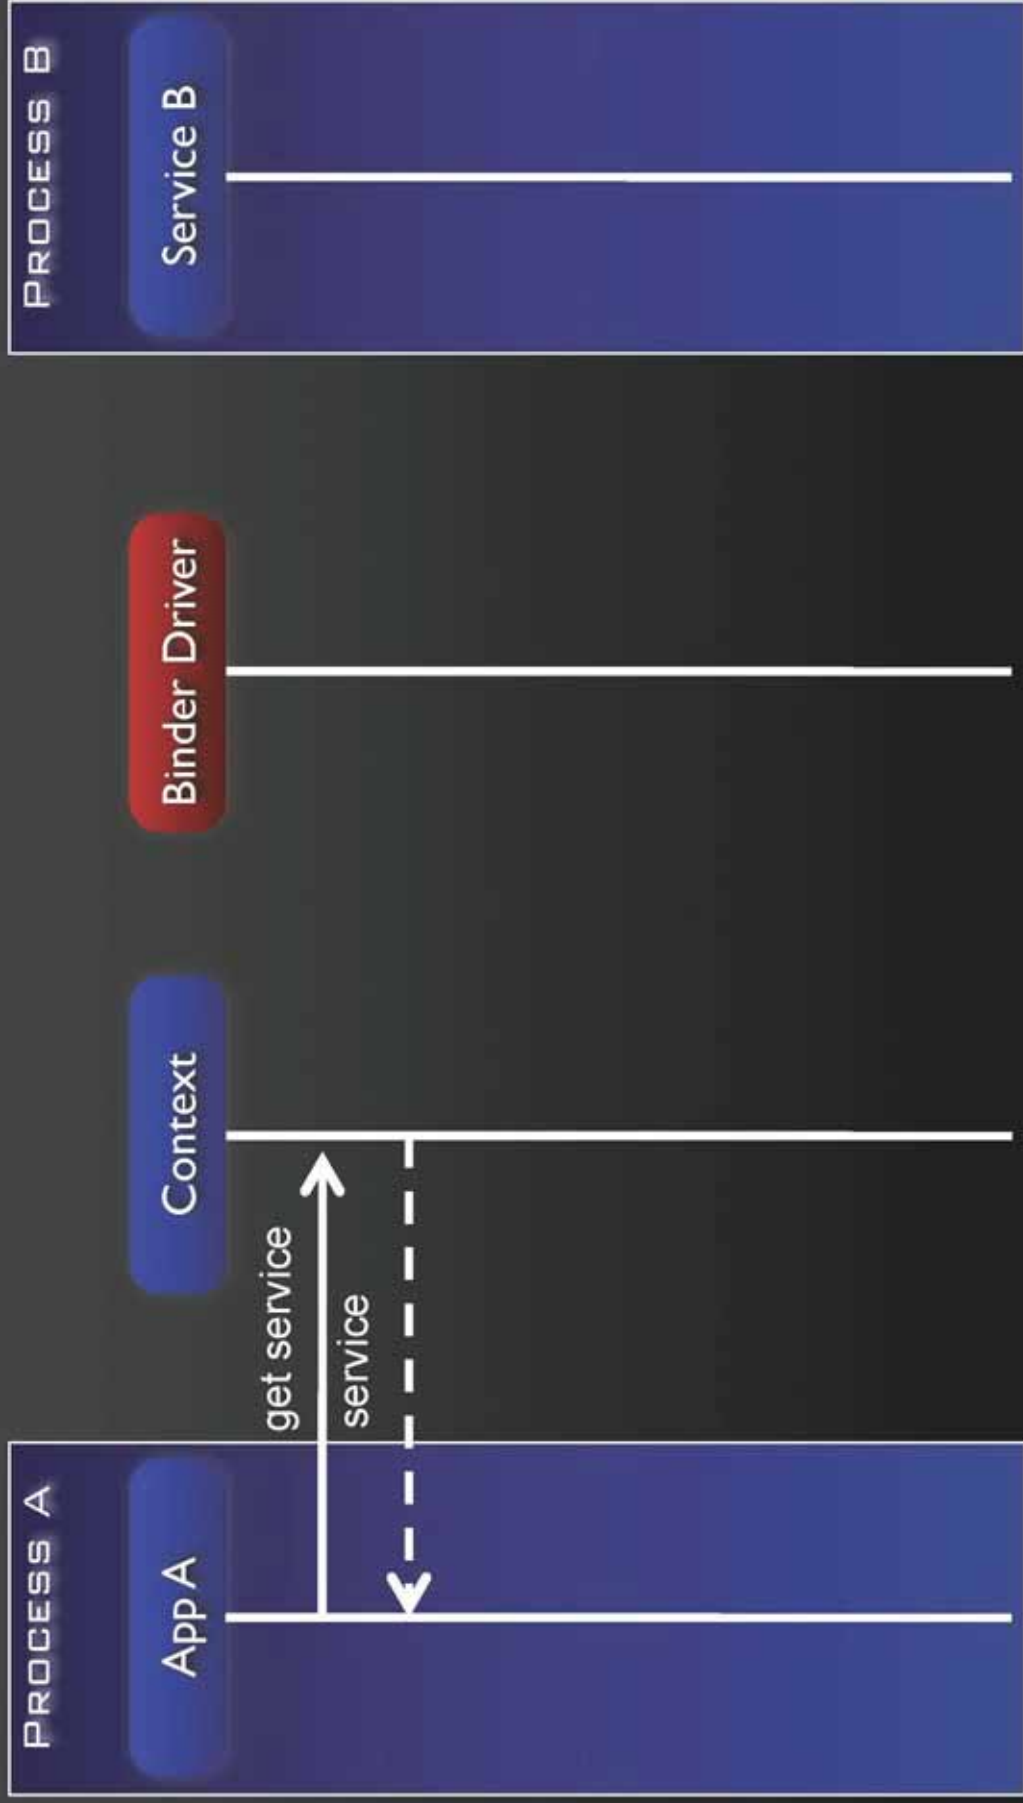 PROCESS A
PROCESS B
App A
Context
Binder Driver
Service B
get service
service